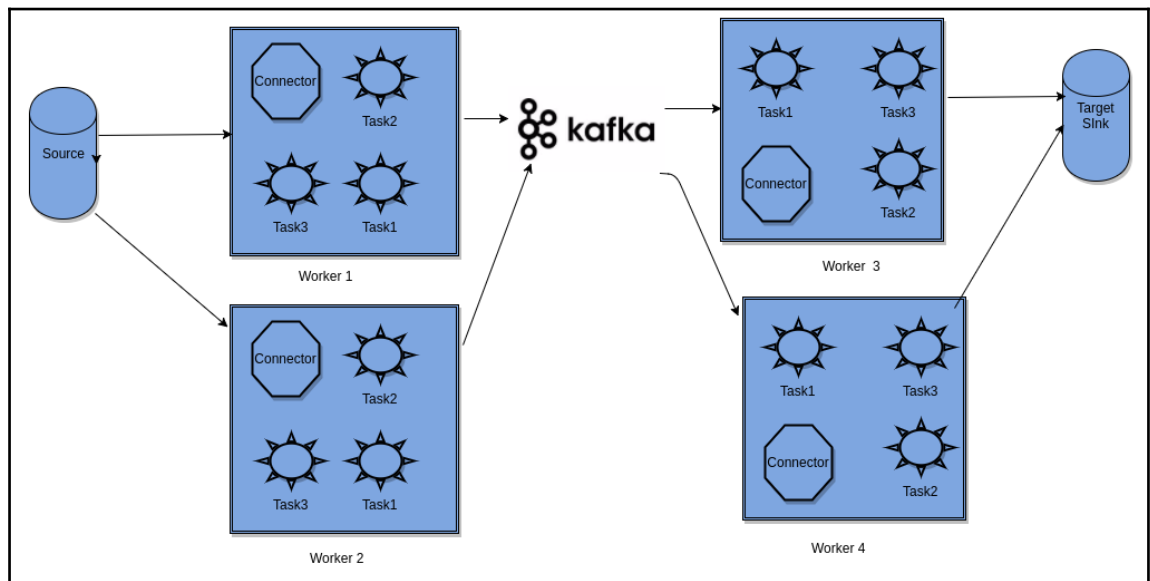 Source
Connector
Task2
Task3
Task1
Worker 1
Connector
Task2
Task3
Task1
Worker 2
kafka
Task1
Task3
Connector
Task2
Worker 3
Task1
Task3
Connector
Task2
Worker 4
Target
SInk